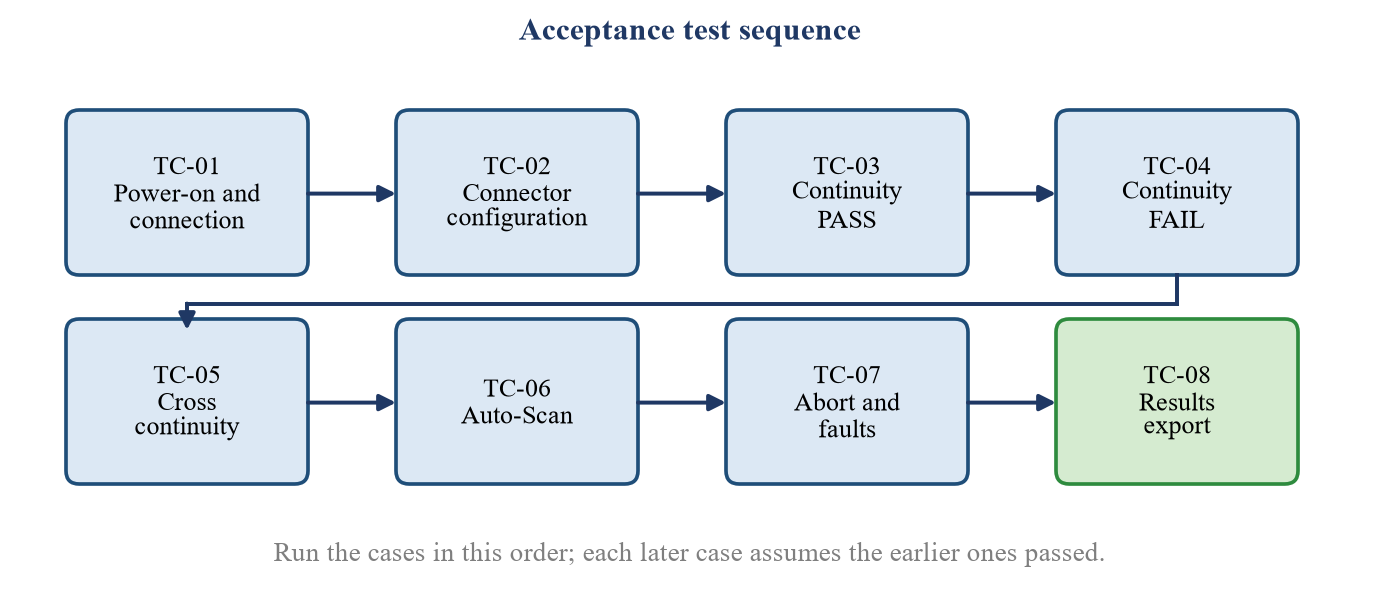 Acceptance test sequence
TC-01
Power-on and
connection
TC-02
Connector
configuration
TC-03
Continuity
PASS
TC-04
Continuity
FAIL
TC-05
Cross
continuity
TC-06
Auto-Scan
TC-07
Abort and
faults
TC-08
Results
export
Run the cases in this order; each later case assumes the earlier ones passed.